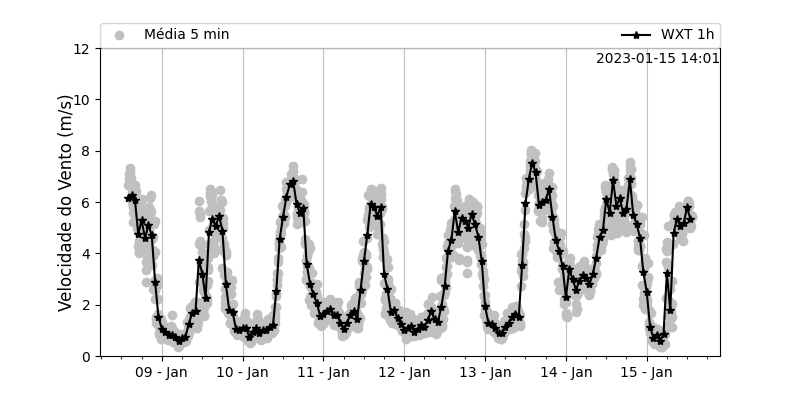 Média 5 min
WXT 1h
2023-01-15 14:01
Velocidade do Vento (m/s)
12
10
8
6
4
2
0
09 - Jan
10 - Jan
11 - Jan
12 - Jan
13 - Jan
14 - Jan
15 - Jan